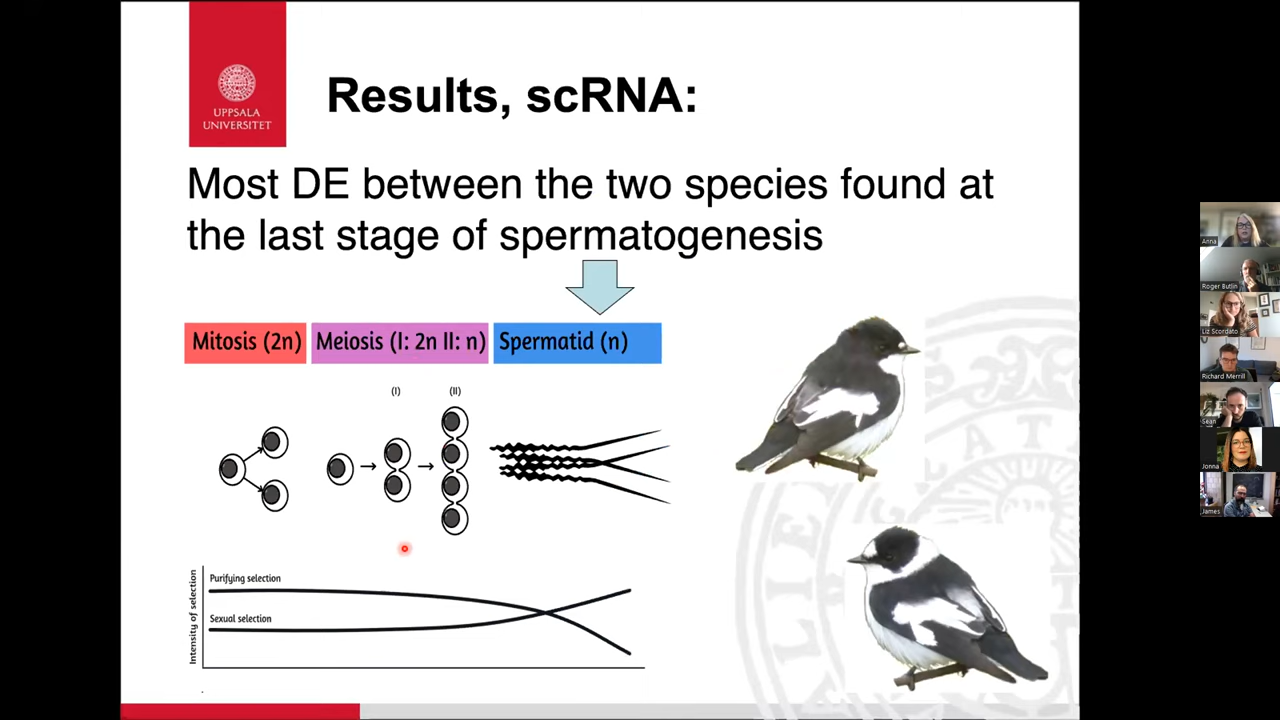 UPPSALA
UNIVERSITET
Results, scRNA:
Most DE between the two species found at
the last stage of spermatogenesis
Mitosis (2n)
Meiosis (I: 2n II: n)
Spermatid (n)
(I)
(II)
Intensity of selection
Purifying selection
Sexual selection
Anna
Roger Butlin
Liz Scordato
Richard Merrill
Sean
Jonna
James